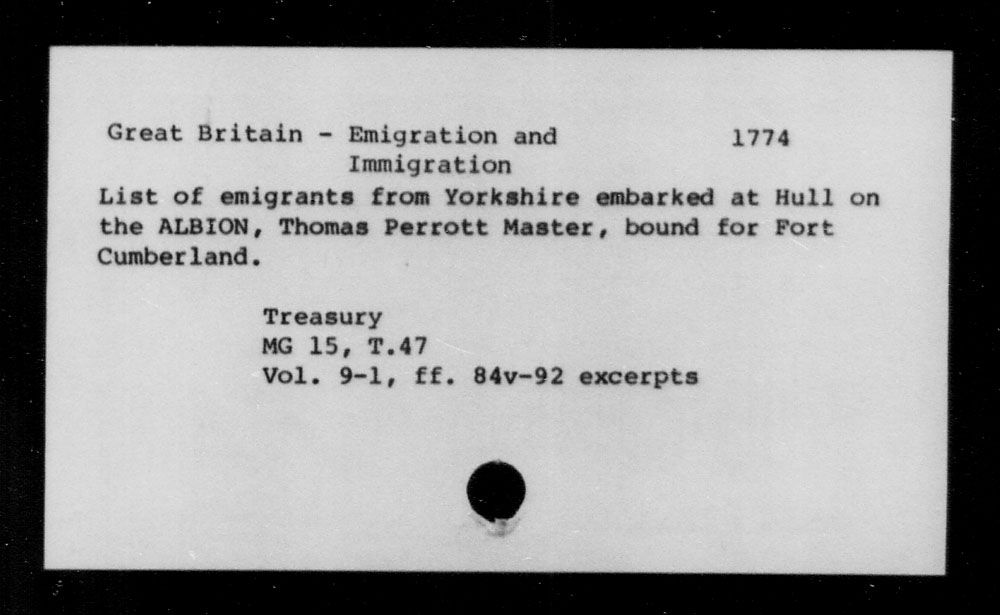 Great Britain - Emigration and 1774
Immigration
List of emigrants from Yorkshire embarked at Hull on
the ALBION, Thomas Perrott Master, bound for Fort
Cumberland.
Treasury
MG 15, T.47
Vol. 9-1, ff. 84v-92 excerpts